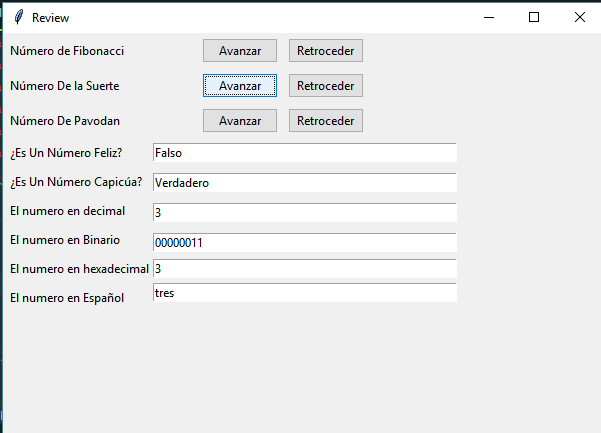 Review
Número de Fibonacci Avanzar Retroceder
Número De la Suerte Avanzar Retroceder
Número De Pavodan Avanzar Retroceder
¿Es Un Número Feliz? Falso
¿Es Un Número Capicúa? Verdadero
El numero en decimal 3
El numero en Binario 00000011
El numero en hexadecimal 3
El numero en Español tres